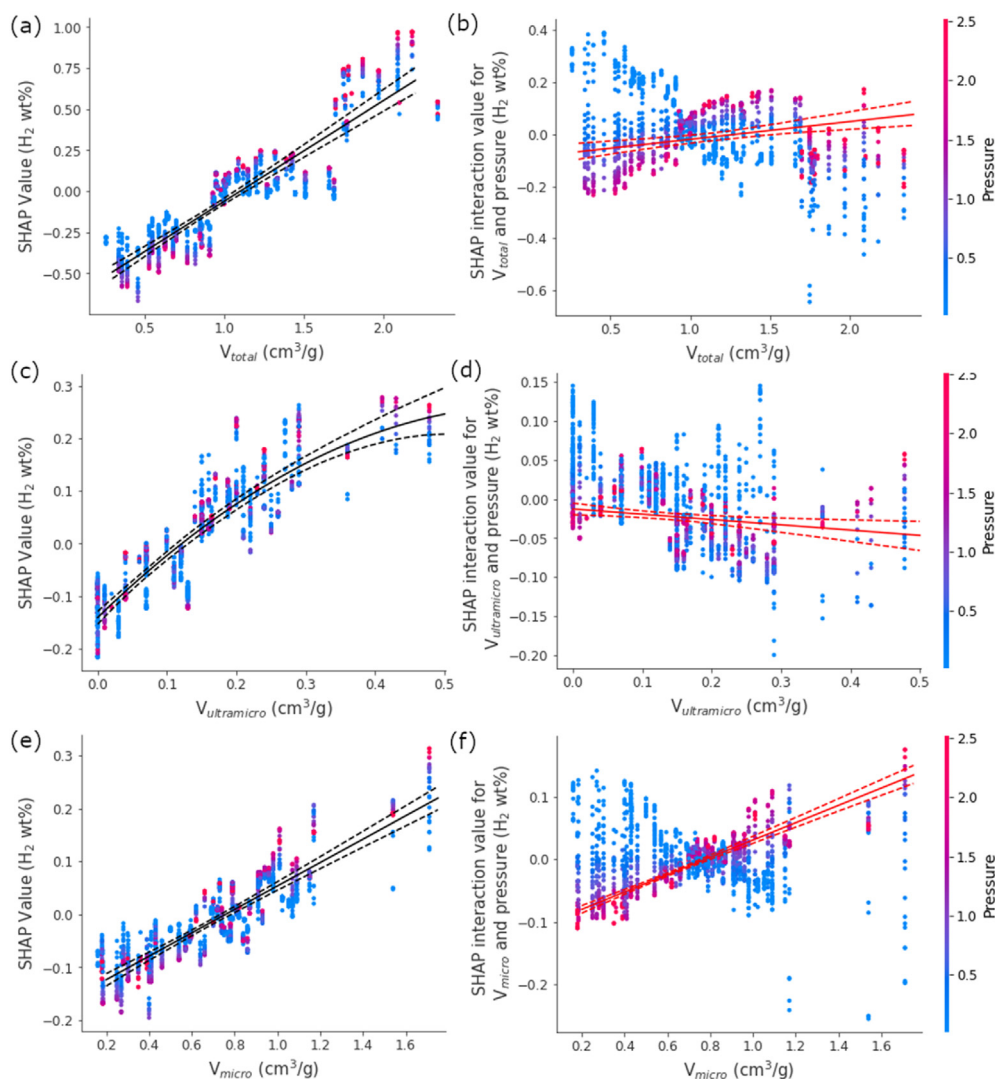 (a)
1.00
0.75
0.50
0.25
0.00
−0.25
−0.50
SHAP Value (H2 wt%)
0.5 1.0 1.5 2.0
Vtotal (cm3/g)
(b)
0.4
0.2
0.0
−0.2
−0.4
−0.6
SHAP interaction value for
Vtotal and pressure (H2 wt%)
0.5 1.0 1.5 2.0
Vtotal (cm3/g)
2.5
2.0
1.5
1.0
0.5
Pressure
(c)
0.3
0.2
0.1
0.0
−0.1
−0.2
SHAP Value (H2 wt%)
0.0 0.1 0.2 0.3 0.4 0.5
Vultramicro (cm3/g)
(d)
0.15
0.10
0.05
0.00
−0.05
−0.10
−0.15
−0.20
SHAP interaction value for
Vultramicro and pressure (H2 wt%)
0.0 0.1 0.2 0.3 0.4 0.5
Vultramicro (cm3/g)
2.5
2.0
1.5
1.0
0.5
Pressure
(e)
0.3
0.2
0.1
0.0
−0.1
−0.2
SHAP Value (H2 wt%)
0.2 0.4 0.6 0.8 1.0 1.2 1.4 1.6
Vmicro (cm3/g)
(f)
0.1
0.0
−0.1
−0.2
SHAP interaction value for
Vmicro and pressure (H2 wt%)
0.2 0.4 0.6 0.8 1.0 1.2 1.4 1.6
Vmicro (cm3/g)
2.5
2.0
1.5
1.0
0.5
Pressure